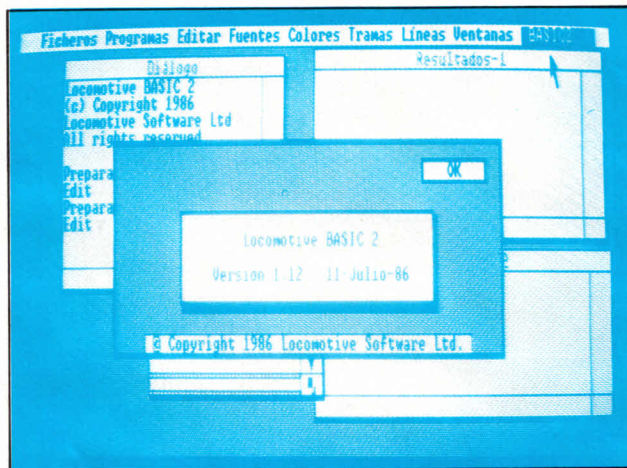 Ficheros Programas Editar Fuentes Colores Tramas Líneas Ventanas BASIC2
Diálogo
Locomotive BASIC 2
(c) Copyright 1986
Locomotive Software Ltd
All rights reserved
Prepara
Edit
Prepara
Edit
Resultados-1
OK
Locomotive BASIC 2
Version 1.12 11-Julio-86
@ Copyright 1986 Locomotive Software Ltd.